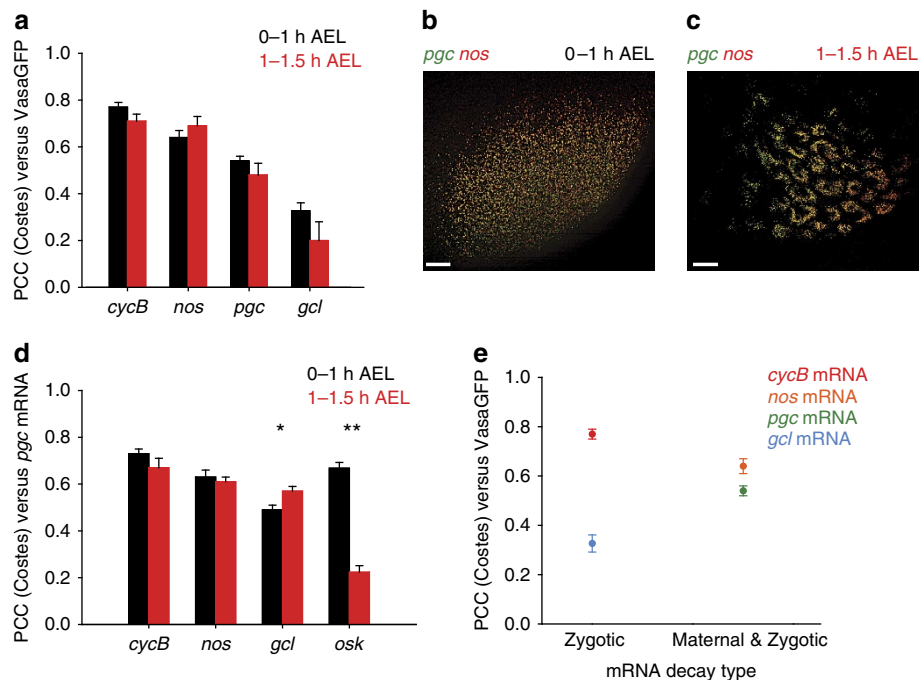 a
0–1 h AEL
1–1.5 h AEL
PCC (Costes) versus VasaGFP
1.0
0.8
0.6
0.4
0.2
0.0
cycB nos pgc gcl
b
pgc nos 0–1 h AEL
c
pgc nos 1–1.5 h AEL
d
0–1 h AEL
1–1.5 h AEL
* **
PCC (Costes) versus pgc mRNA
1.0
0.8
0.6
0.4
0.2
0.0
cycB nos gcl osk
e
cycB mRNA
nos mRNA
pgc mRNA
gcl mRNA
PCC (Costes) versus VasaGFP
1.0
0.8
0.6
0.4
0.2
0.0
Zygotic Maternal & Zygotic
mRNA decay type